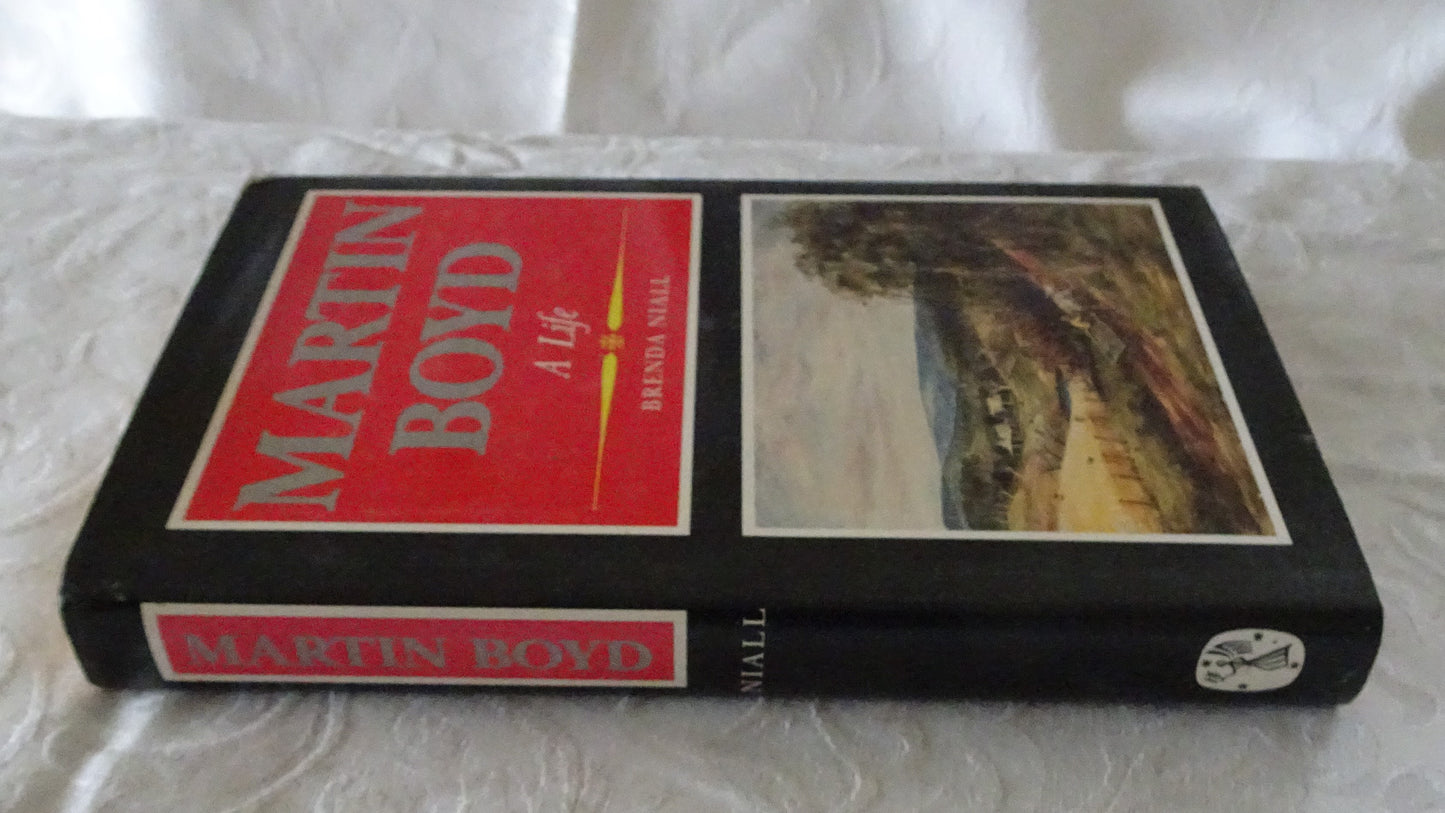 MARTIN
BOYD
A Life
BRENDA NIALL
MARTIN BOYD
NIALL